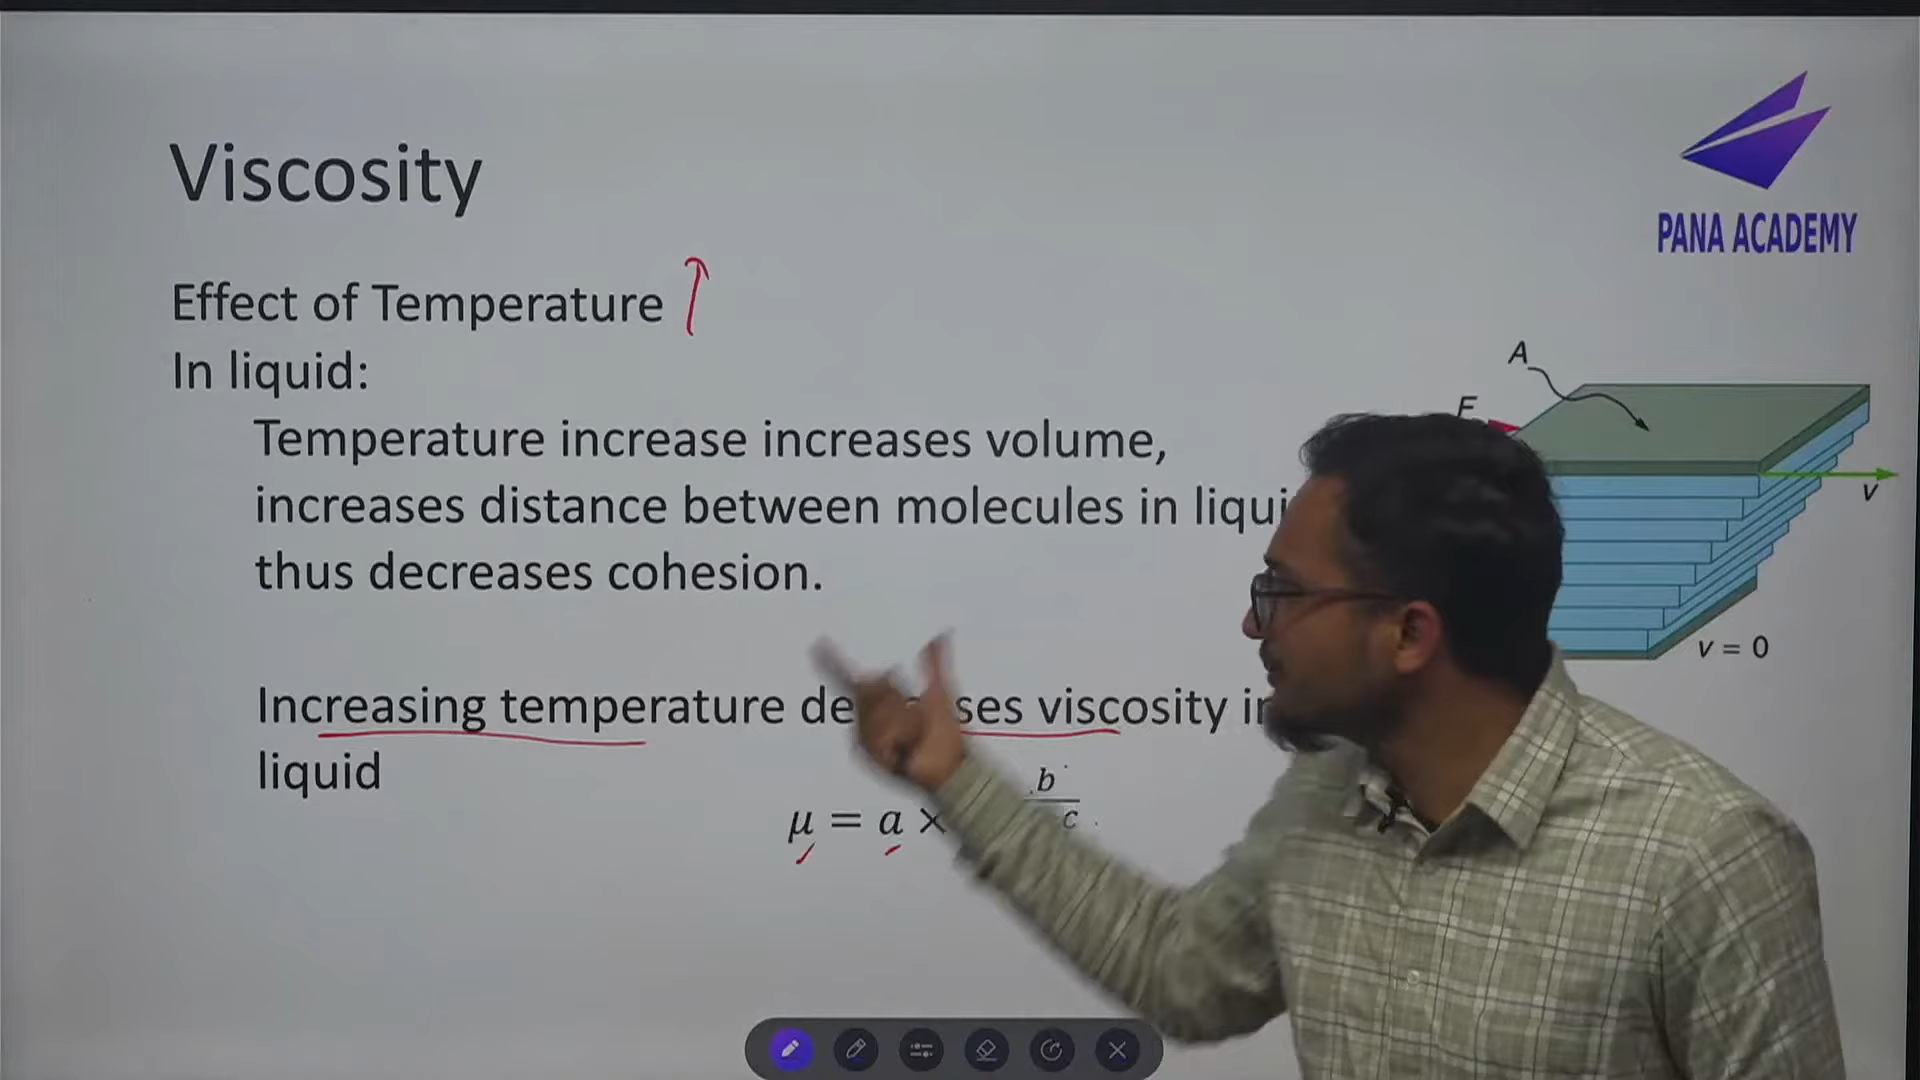 Viscosity
PANA ACADEMY
Effect of Temperature
In liquid:
Temperature increase increases volume,
increases distance between molecules in
thus decreases cohesion.
Increasing temperature viscosity
liquid
μ = a ×
b
c
A
F
v
v = 0